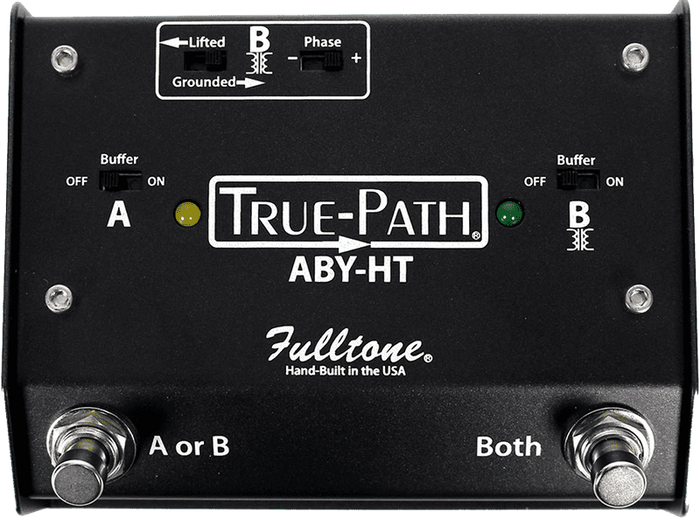 Lifted
B
Phase
− +
Grounded
Buffer
OFF ON
A
Buffer
OFF ON
B
TRUE-PATH®
ABY-HT
Fulltone®
Hand-Built in the USA
A or B
Both